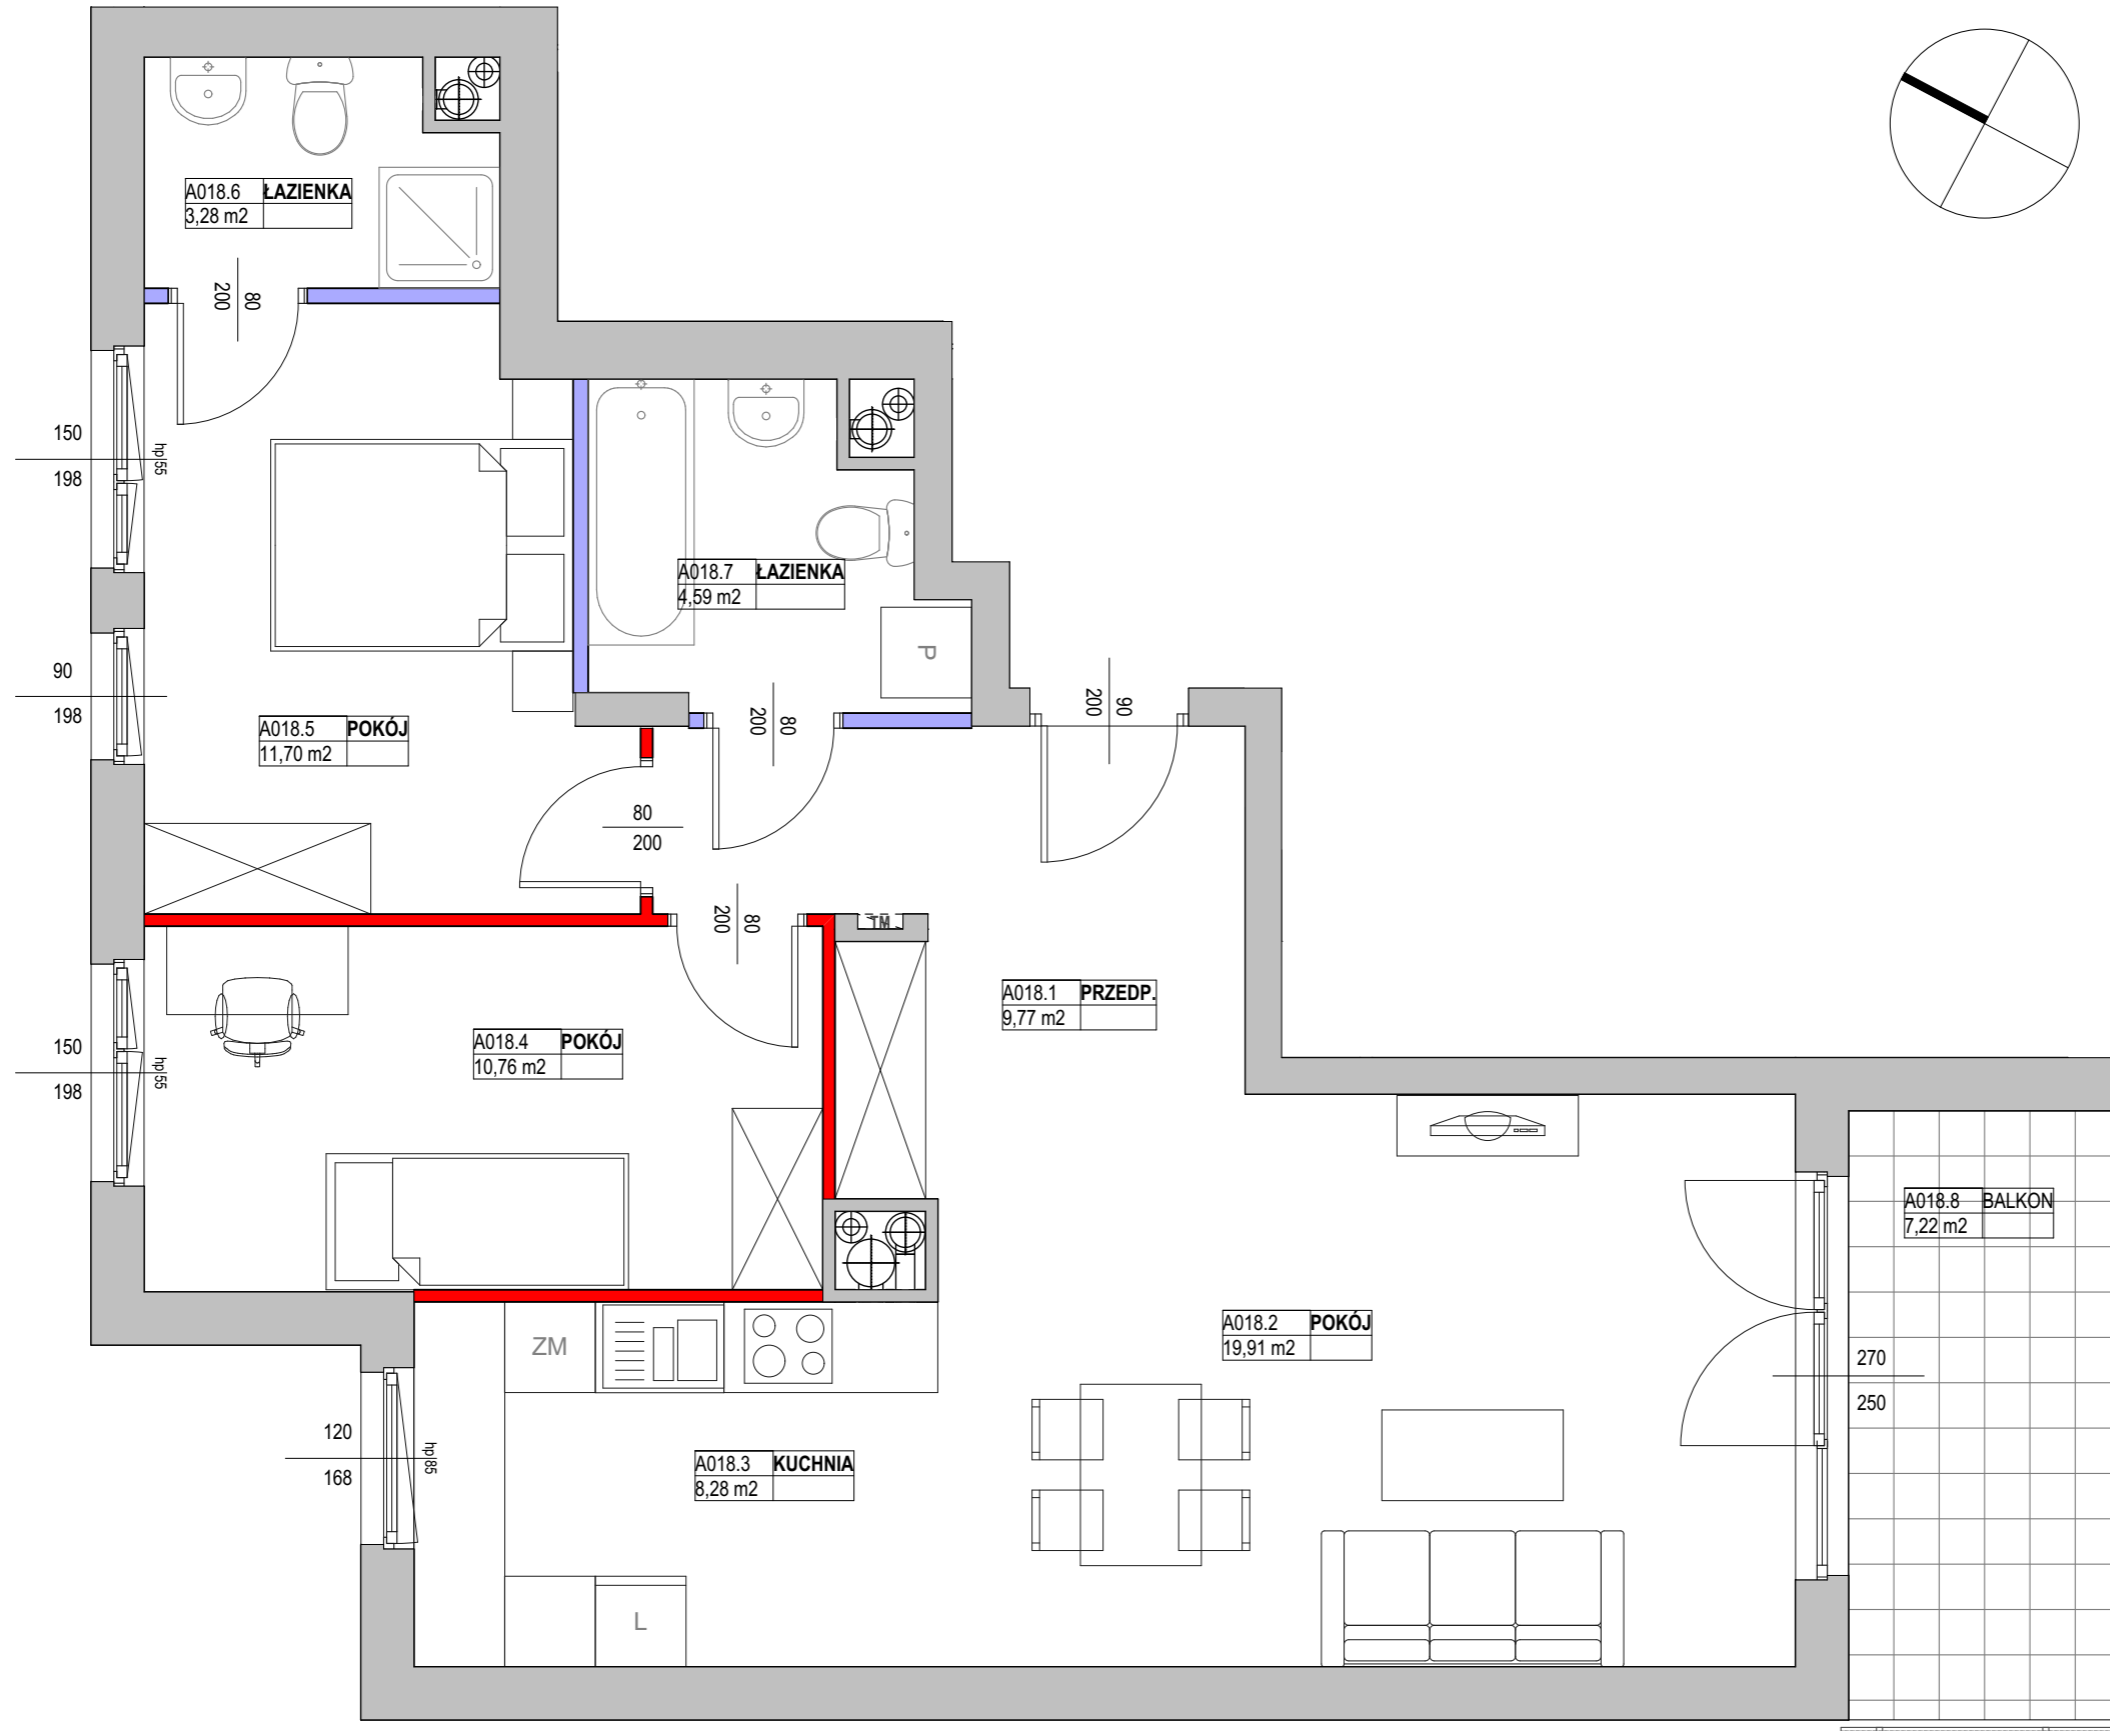 A018.6 ŁAZIENKA
3,28 m2
80
200
150
198
hp55
A018.7 ŁAZIENKA
4,59 m2
P
90
198
A018.5 POKÓJ
11,70 m2
80
200
90
200
80
200
80
200
TM
A018.1 PRZEDP.
9,77 m2
A018.4 POKÓJ
10,76 m2
150
198
hp55
A018.8 BALKON
7,22 m2
A018.2 POKÓJ
19,91 m2
ZM
270
250
120
168
hp85
A018.3 KUCHNIA
8,28 m2
L